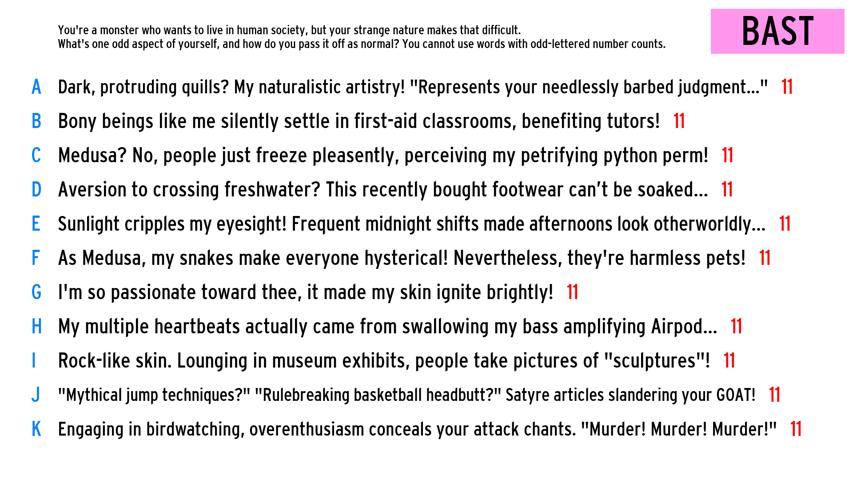 You're a monster who wants to live in human society, but your strange nature makes that difficult.
What's one odd aspect of yourself, and how do you pass it off as normal? You cannot use words with odd-lettered number counts.
BAST
A Dark, protruding quills? My naturalistic artistry! "Represents your needlessly barbed judgment..." 11
B Bony beings like me silently settle in first-aid classrooms, benefiting tutors! 11
C Medusa? No, people just freeze pleasently, perceiving my petrifying python perm! 11
D Aversion to crossing freshwater? This recently bought footwear can't be soaked... 11
E Sunlight cripples my eyesight! Frequent midnight shifts made afternoons look otherworldly... 11
F As Medusa, my snakes make everyone hysterical! Nevertheless, they're harmless pets! 11
G I'm so passionate toward thee, it made my skin ignite brightly! 11
H My multiple heartbeats actually came from swallowing my bass amplifying Airpod... 11
I Rock-like skin. Lounging in museum exhibits, people take pictures of "sculptures"! 11
J "Mythical jump techniques?" "Rulebreaking basketball headbutt?" Satyre articles slandering your GOAT! 11
K Engaging in birdwatching, overenthusiasm conceals your attack chants. "Murder! Murder! Murder!" 11